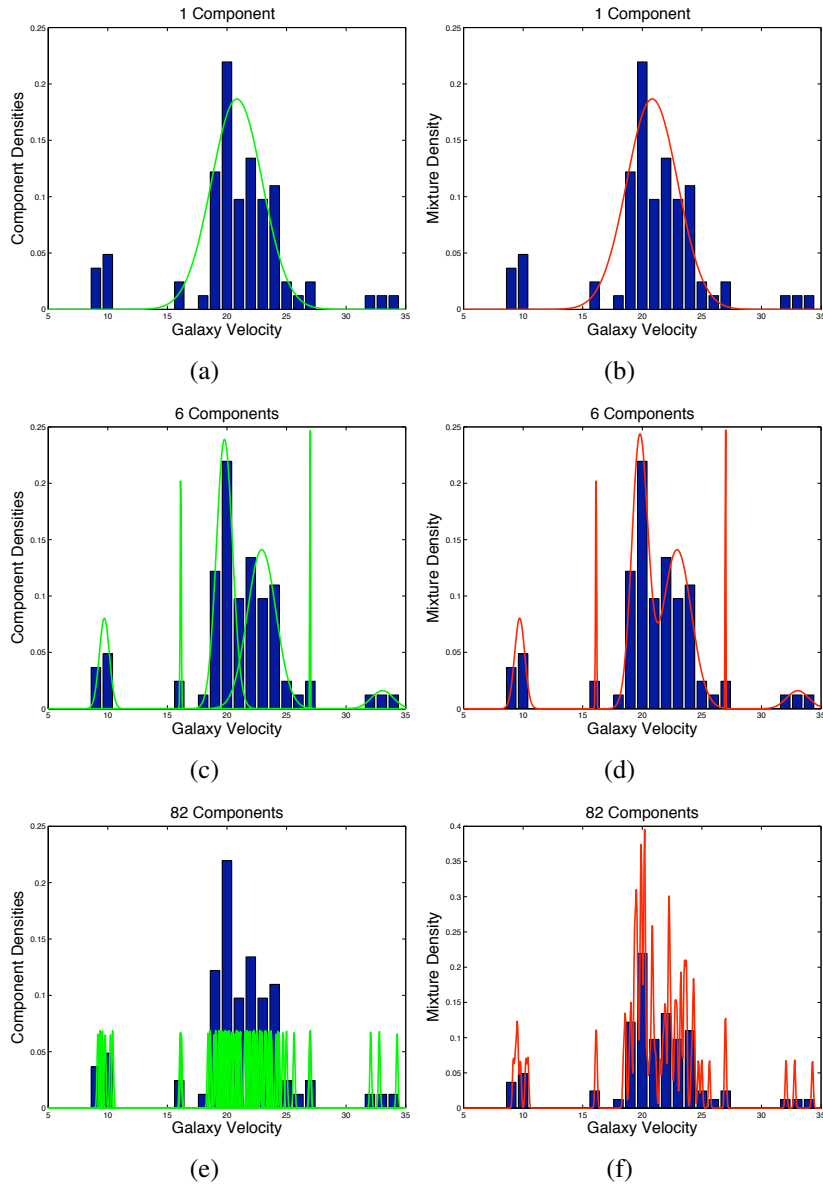 1 Component
Component Densities
0.25
0.2
0.15
0.1
0.05
0
5 10 15 20 25 30 35
Galaxy Velocity
(a)
1 Component
Mixture Density
0.25
0.2
0.15
0.1
0.05
0
5 10 15 20 25 30 35
Galaxy Velocity
(b)
6 Components
Component Densities
0.25
0.2
0.15
0.1
0.05
0
5 10 15 20 25 30 35
Galaxy Velocity
(c)
6 Components
Mixture Density
0.25
0.2
0.15
0.1
0.05
0
5 10 15 20 25 30 35
Galaxy Velocity
(d)
82 Components
Component Densities
0.25
0.2
0.15
0.1
0.05
0
5 10 15 20 25 30 35
Galaxy Velocity
(e)
82 Components
Mixture Density
0.4
0.35
0.3
0.25
0.2
0.15
0.1
0.05
0
5 10 15 20 25 30 35
Galaxy Velocity
(f)